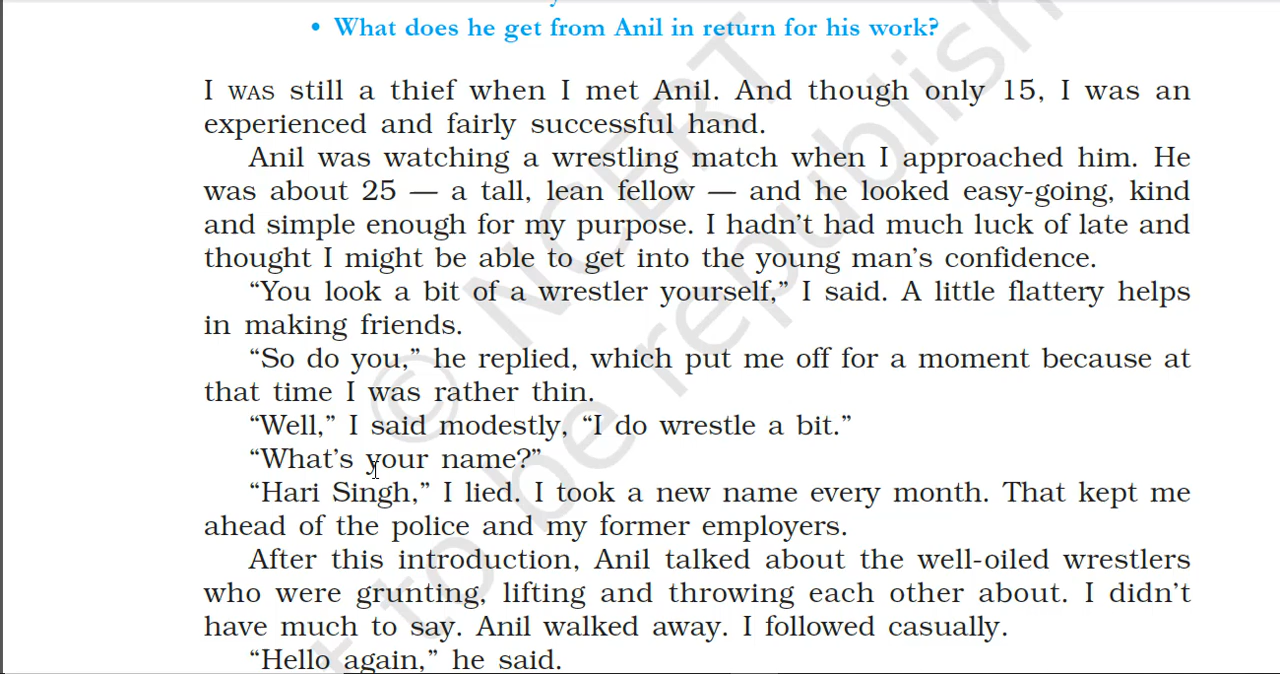 • What does he get from Anil in return for his work?
I WAS still a thief when I met Anil. And though only 15, I was an
experienced and fairly successful hand.
Anil was watching a wrestling match when I approached him. He
was about 25 — a tall, lean fellow — and he looked easy-going, kind
and simple enough for my purpose. I hadn't had much luck of late and
thought I might be able to get into the young man's confidence.
“You look a bit of a wrestler yourself,” I said. A little flattery helps
in making friends.
“So do you,” he replied, which put me off for a moment because at
that time I was rather thin.
“Well,” I said modestly, “I do wrestle a bit.”
“What's your name?”
“Hari Singh,” I lied. I took a new name every month. That kept me
ahead of the police and my former employers.
After this introduction, Anil talked about the well-oiled wrestlers
who were grunting, lifting and throwing each other about. I didn't
have much to say. Anil walked away. I followed casually.
“Hello again,” he said.
© NCERT
to be republish